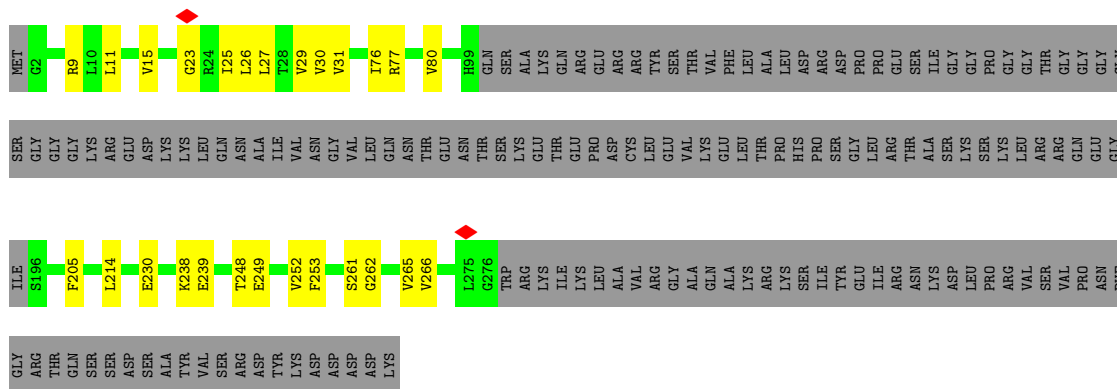 MET G2 R9 L10 L11 V15 G23 R24 I25 L26 L27 T28 V29 V30 V31 I76 R77 V80 H99 GLN SER ALA LYS GLN ARG GLU ARG ARG TYR SER THR VAL PHE LEU ALA LEU ASP ARG ASP PRO PRO GLU SER ILE GLY GLY PRO GLY GLY THR GLY GLY GLY
SER GLY GLY GLY LYS ARG GLU ASP LYS LYS LEU GLN ASN ALA ILE VAL ASN GLY VAL LEU GLN ASN THR GLU ASN THR SER LYS GLU THR GLU PRO ASP CYS LEU GLU VAL LYS GLU LEU THR PRO HIS PRO SER GLY LEU ARG THR ALA SER LYS SER LYS LEU ARG ARG GLN GLU GLY
ILE S196 F205 L214 E230 K238 E239 T248 E249 V252 F253 S261 G262 V265 V266 L275 G276 TRP ARG LYS ILE LYS LEU ALA VAL ARG GLY ALA GLN ALA LYS ARG LYS SER ILE TYR GLU ILE ARG ASN LYS ASP LEU PRO ARG VAL SER VAL PRO ASN
GLY ARG THR GLN SER SER ASP SER ALA TYR VAL SER ARG ASP TYR LYS ASP ASP ASP ASP LYS